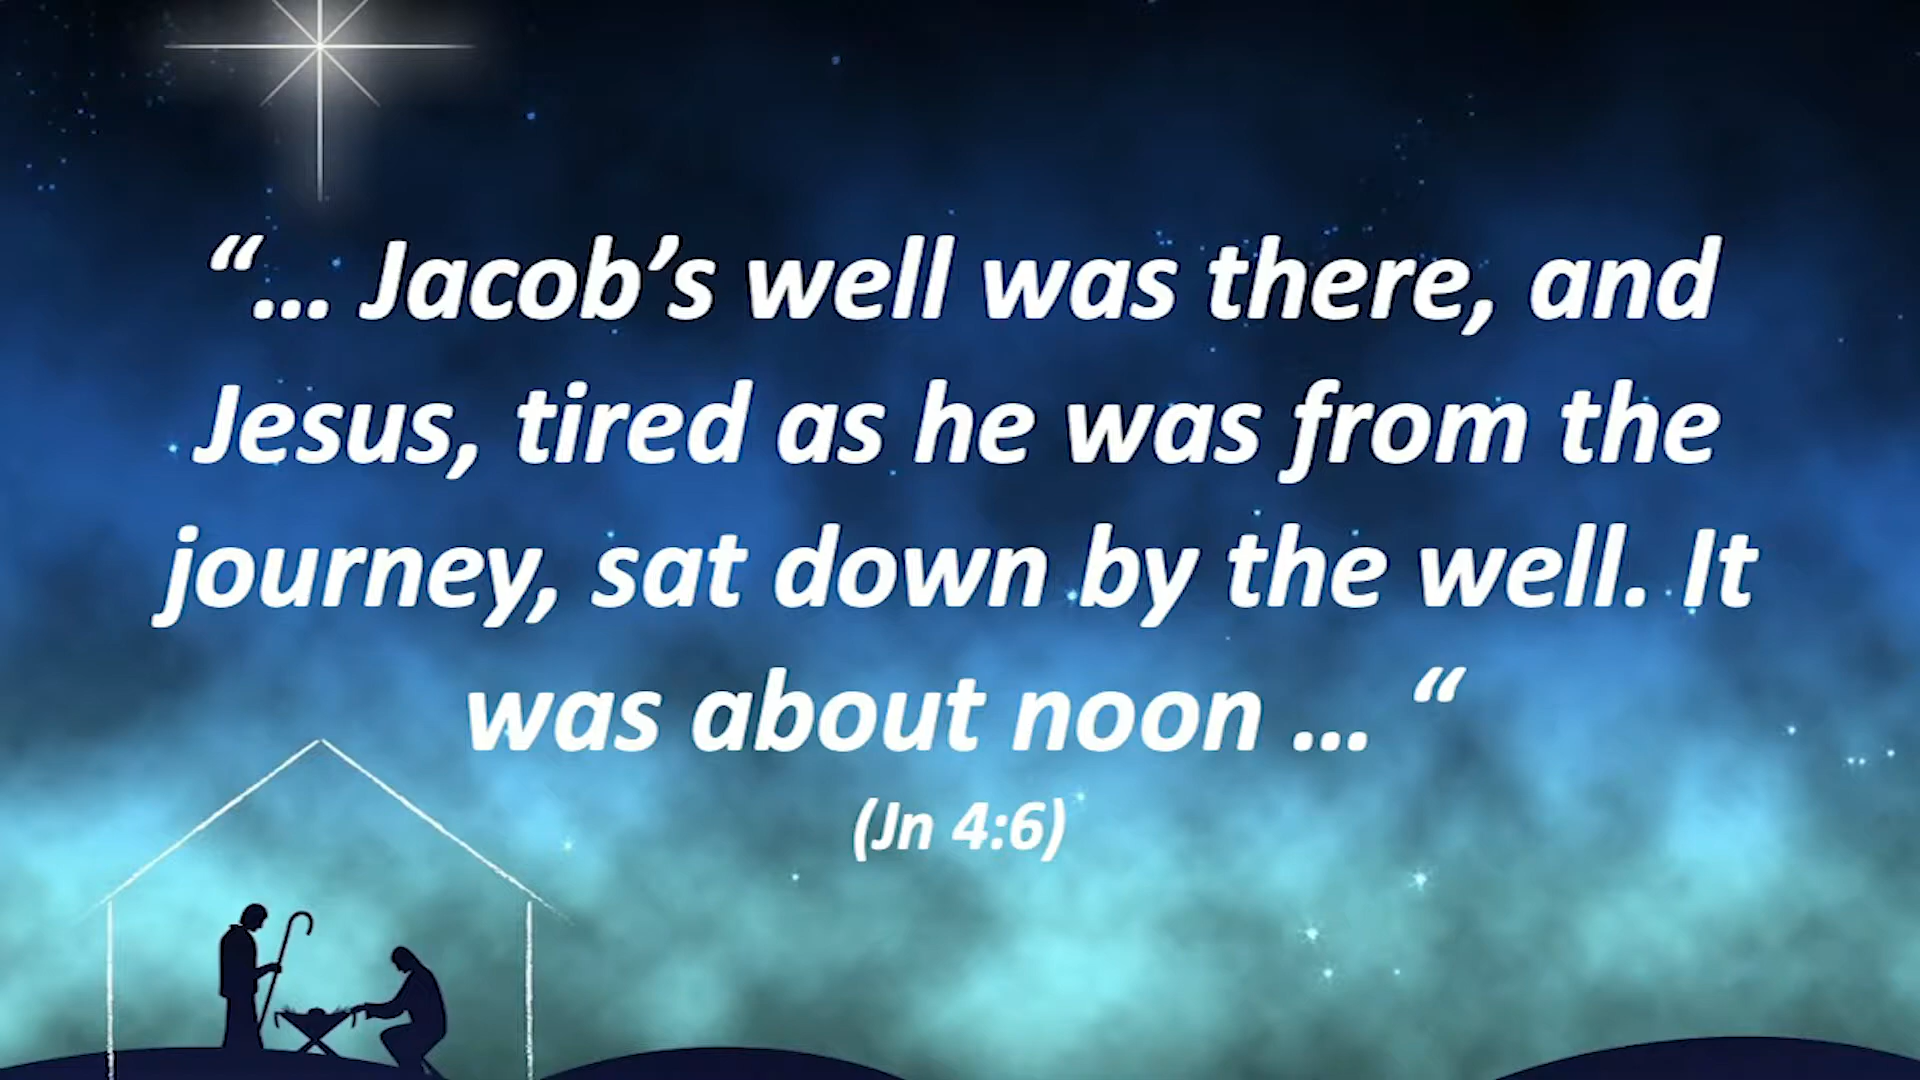 “... Jacob’s well was there, and
Jesus, tired as he was from the
journey, sat down by the well. It
was about noon ... “
(Jn 4:6)